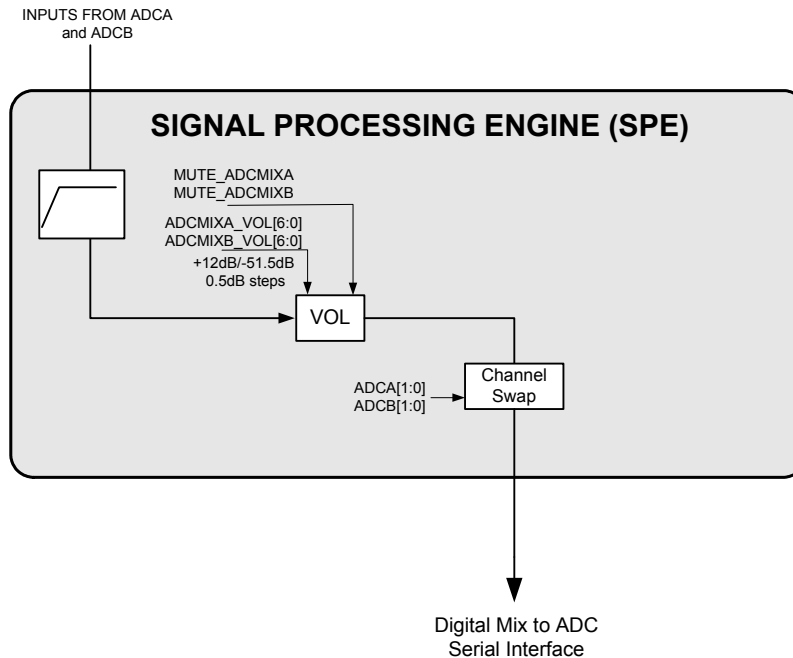 INPUTS FROM ADCA
and ADCB
SIGNAL PROCESSING ENGINE (SPE)
MUTE_ADCMIXA
MUTE_ADCMIXB
ADCMIXA_VOL[6:0]
ADCMIXB_VOL[6:0]
+12dB/-51.5dB
0.5dB steps
VOL
Channel
Swap
ADCA[1:0]
ADCB[1:0]
Digital Mix to ADC
Serial Interface